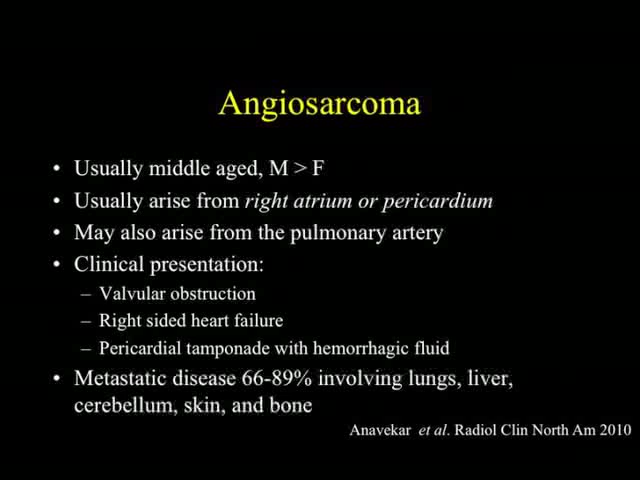 Angiosarcoma
• Usually middle aged, M > F
• Usually arise from right atrium or pericardium
• May also arise from the pulmonary artery
• Clinical presentation:
– Valvular obstruction
– Right sided heart failure
– Pericardial tamponade with hemorrhagic fluid
• Metastatic disease 66-89% involving lungs, liver,
cerebellum, skin, and bone
Anavekar et al. Radiol Clin North Am 2010